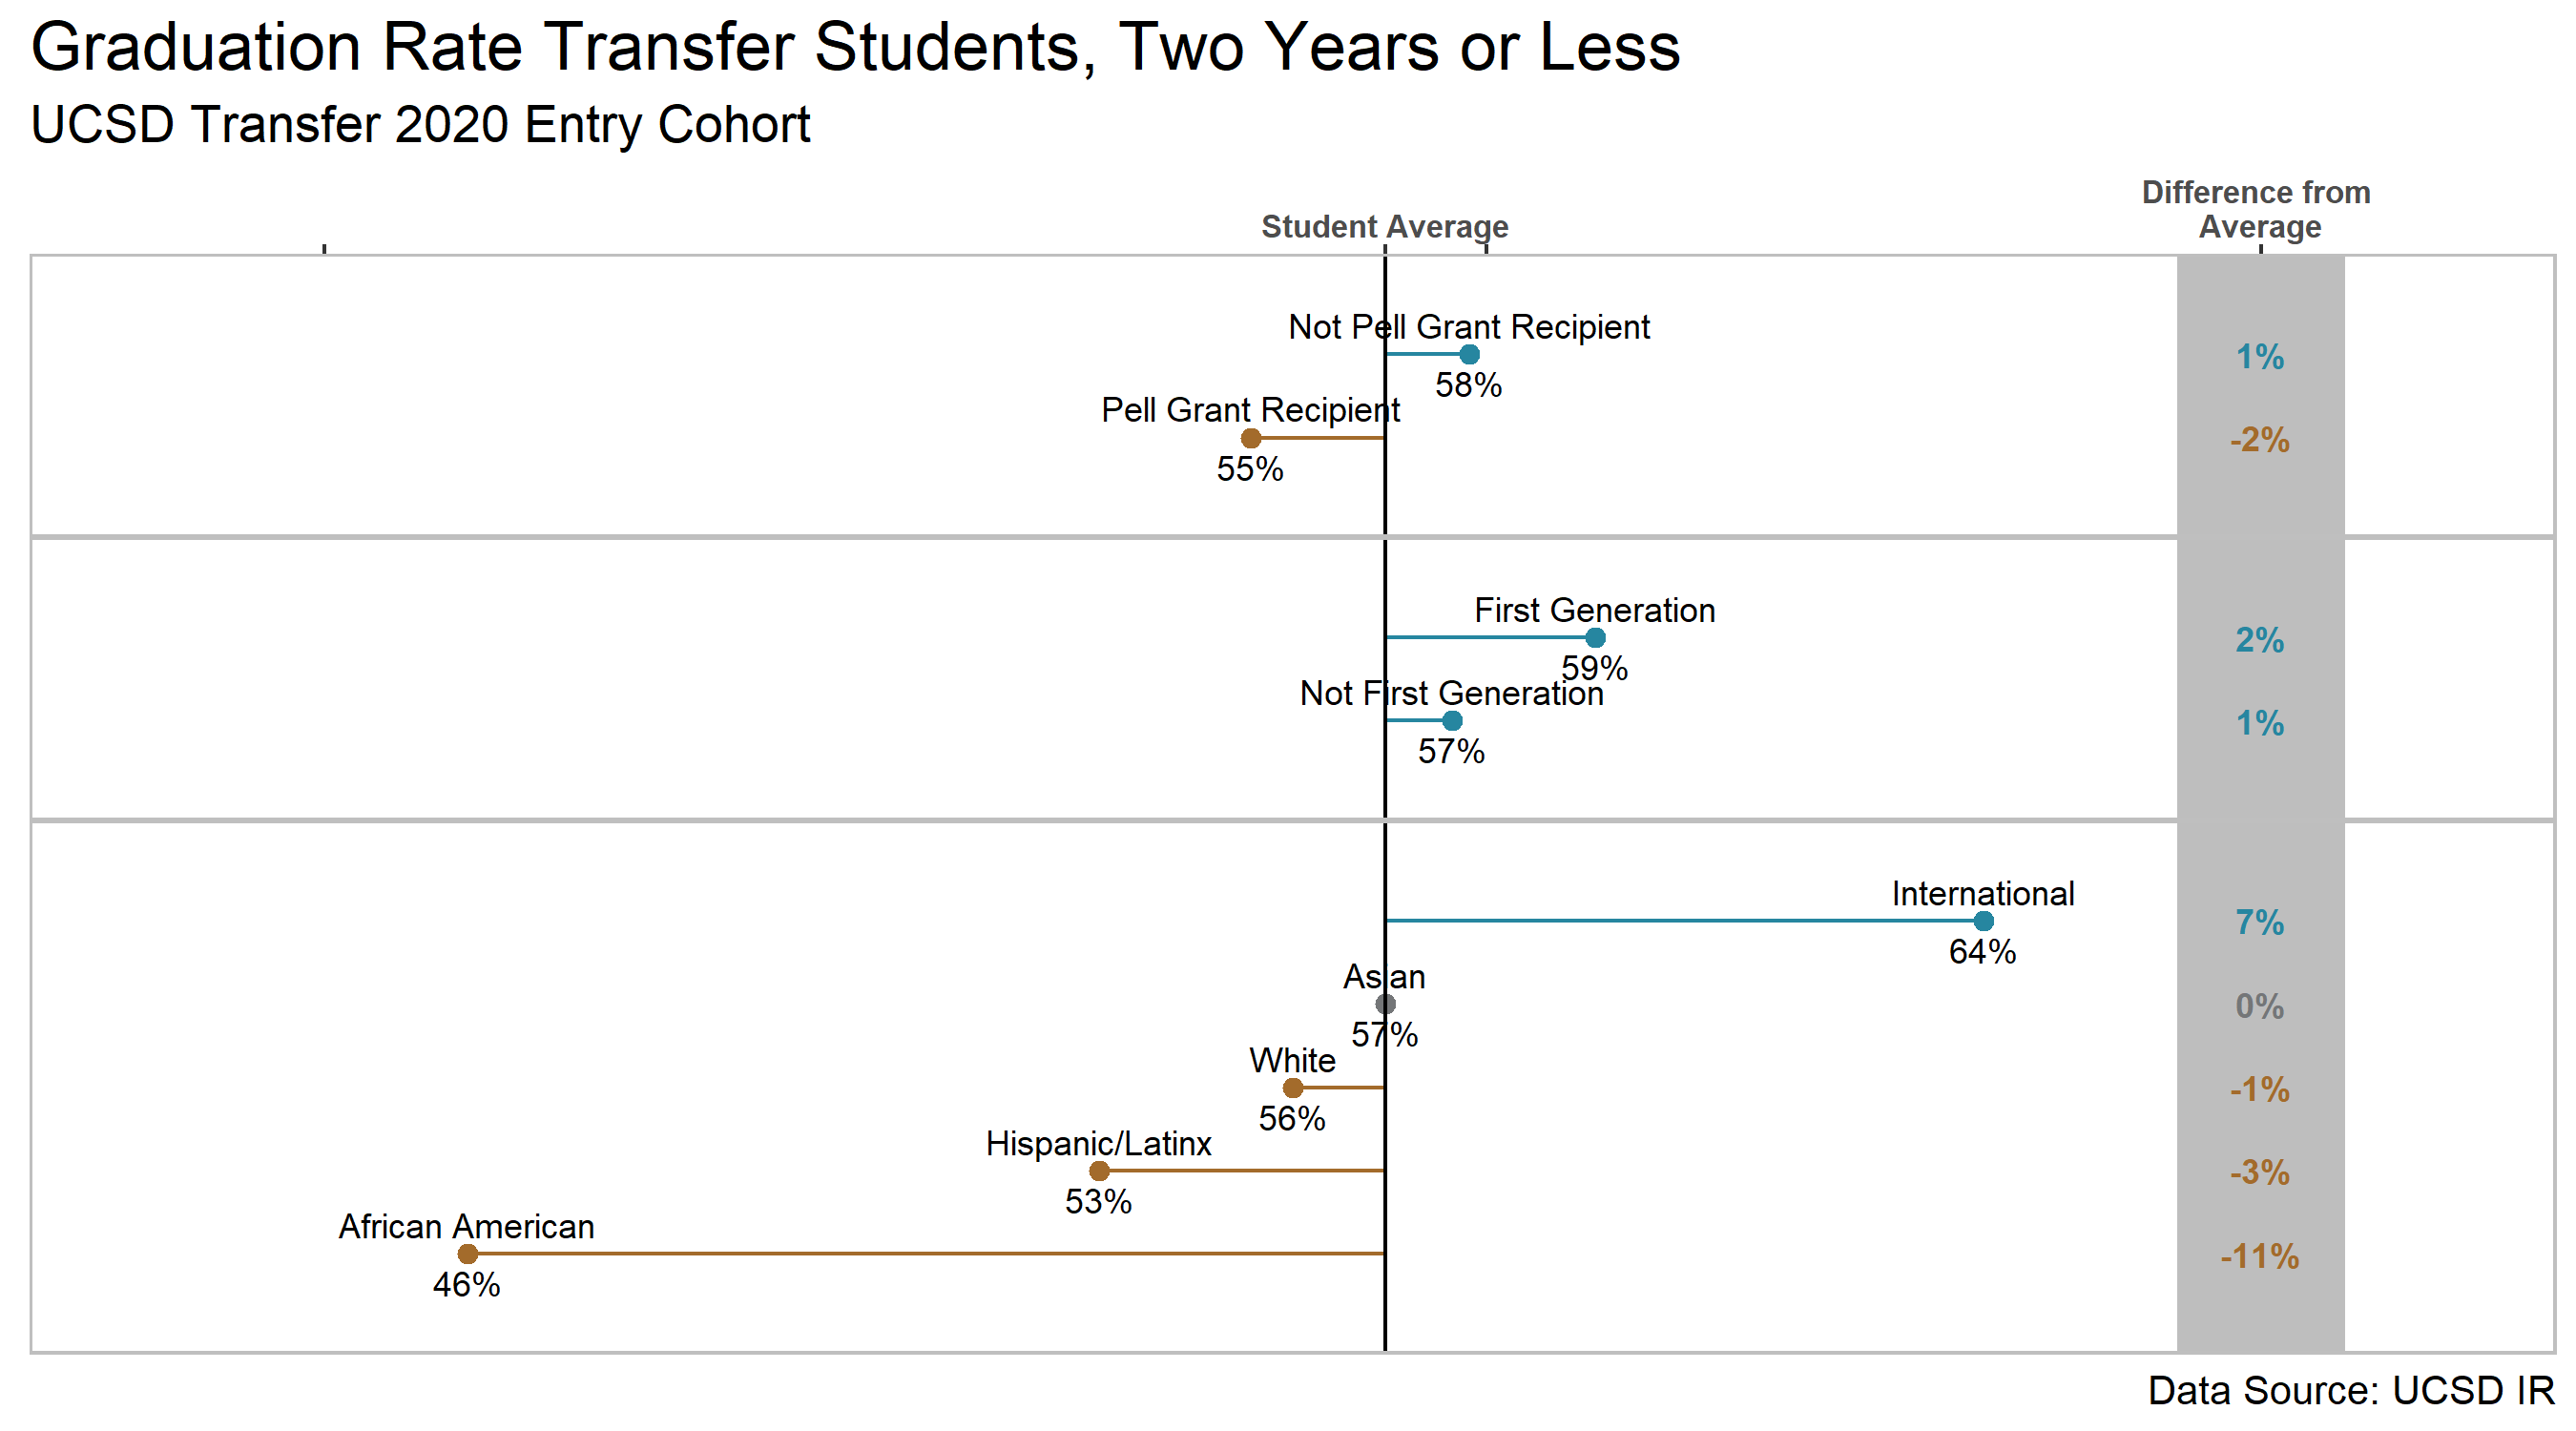 Graduation Rate Transfer Students, Two Years or Less
UCSD Transfer 2020 Entry Cohort
Difference from
Student Average
Average
Not Pell Grant Recipient
1%
58%
Pell Grant Recipient
-2%
55%
First Generation
2%
59%
Not First Generation
1%
57%
International
7%
64%
Asian
0%
57%
White
-1%
56%
Hispanic/Latinx
-3%
53%
African American
-11%
46%
Data Source: UCSD IR